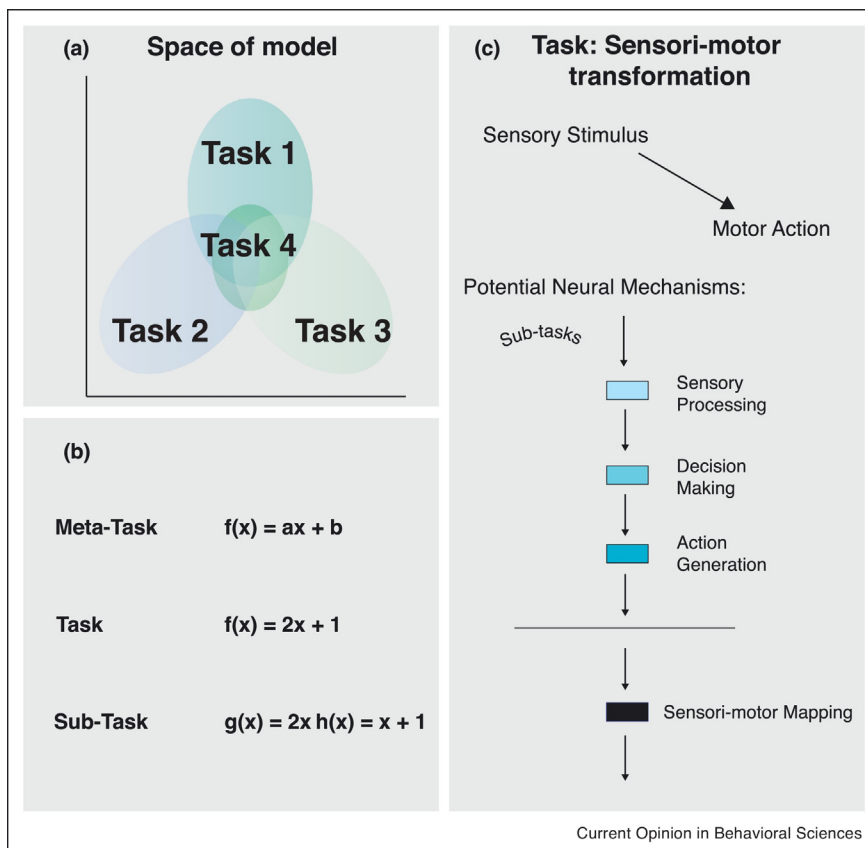 (a)
Space of model
Task 1
Task 4
Task 2
Task 3
(b)
Meta-Task f(x) = ax + b
Task f(x) = 2x + 1
Sub-Task g(x) = 2x h(x) = x + 1
(c)
Task: Sensori-motor
transformation
Sensory Stimulus
Motor Action
Potential Neural Mechanisms:
Sub-tasks
Sensory
Processing
Decision
Making
Action
Generation
Sensori-motor Mapping
Current Opinion in Behavioral Sciences